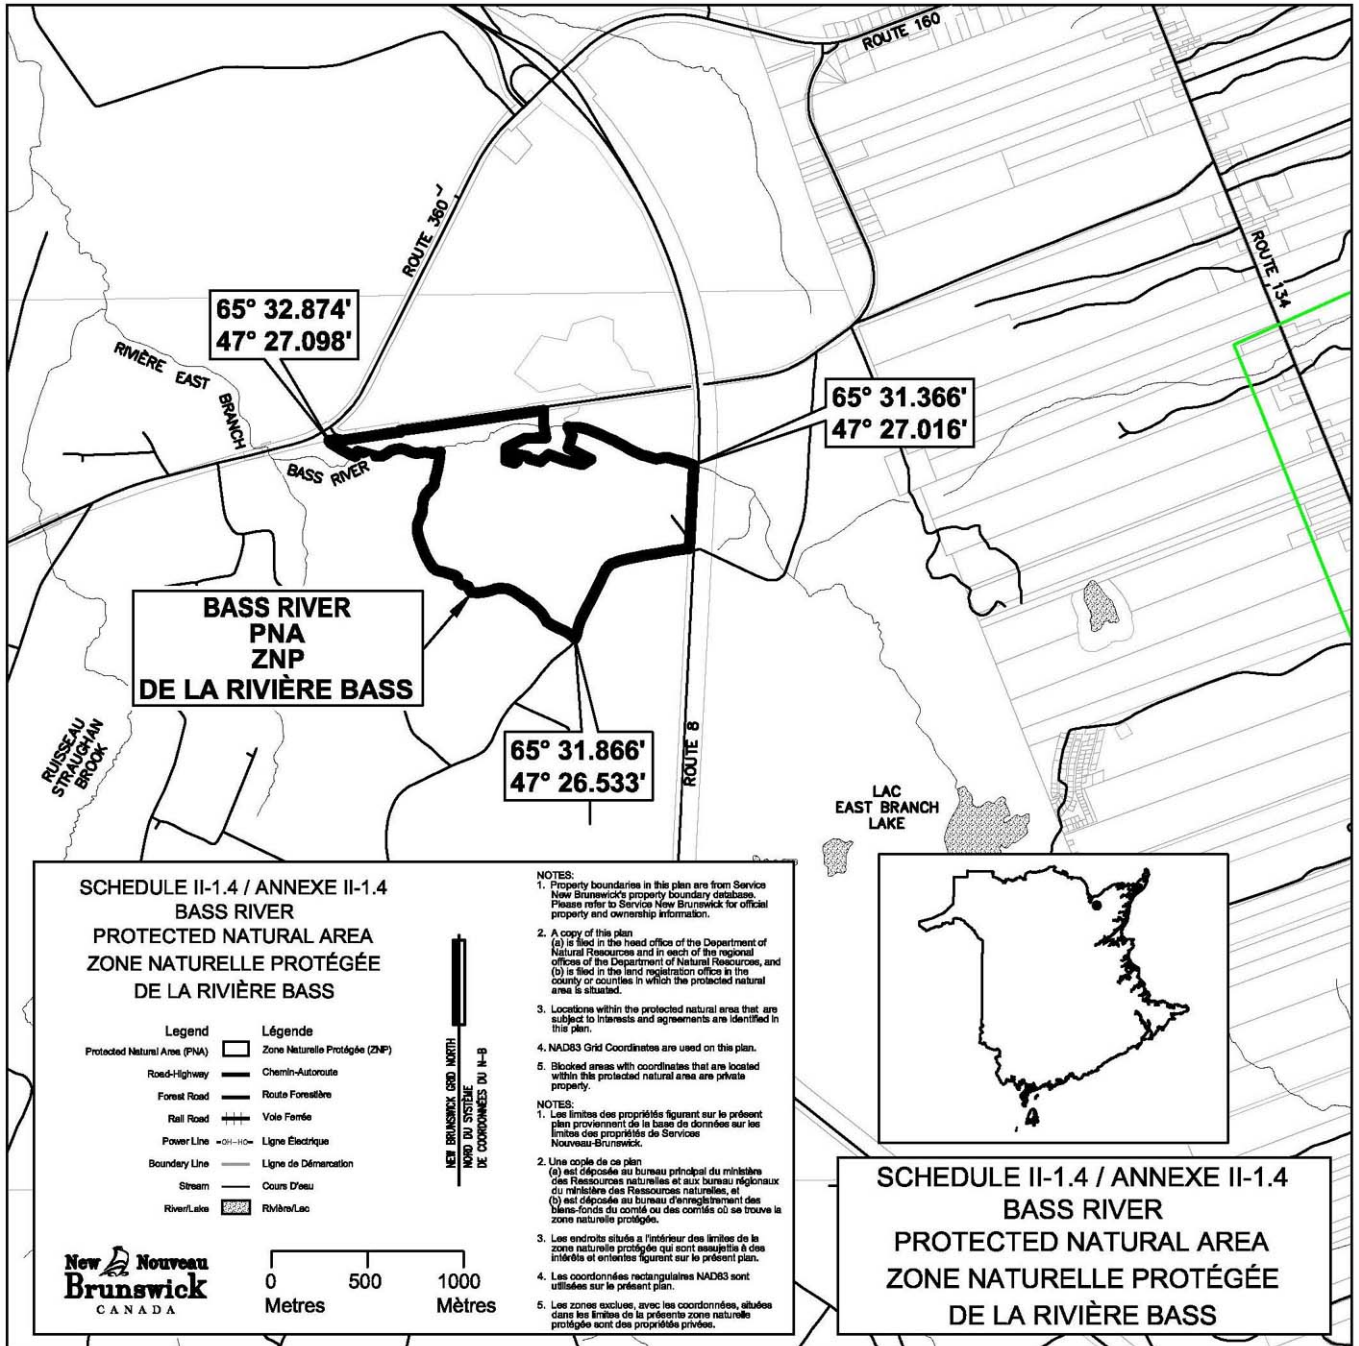 ROUTE 160
ROUTE 360
ROUTE 134
65° 32.874'
47° 27.098'
RIVIÈRE EAST
BRANCH
BASS RIVER
65° 31.366'
47° 27.016'
BASS RIVER
PNA
ZNP
DE LA RIVIÈRE BASS
RUISSEAU
STRAUGHAN
BROOK
65° 31.866'
47° 26.533'
ROUTE 8
LAC
EAST BRANCH
LAKE
SCHEDULE II-1.4 / ANNEXE II-1.4
BASS RIVER
PROTECTED NATURAL AREA
ZONE NATURELLE PROTÉGÉE
DE LA RIVIÈRE BASS
Legend Légende
Protected Natural Area (PNA) Zone Naturelle Protégée (ZNP)
Road-Highway Chemin-Autoroute
Forest Road Route Forestière
Rail Road Voie Ferrée
Power Line -OH-HO- Ligne Électrique
Boundary Line Ligne de Démarcation
Stream Cours D'eau
River/Lake Rivière/Lac
NEW BRUNSWICK GRID NORTH
NORD DU SYSTÈME
DE COORDONNÉES DU N-B
New Nouveau
Brunswick
CANADA
0 500 1000
Metres Mètres
NOTES:
1. Property boundaries in this plan are from Service
New Brunswick's property boundary database.
Please refer to Service New Brunswick for official
property and ownership information.
2. A copy of this plan
(a) is filed in the head office of the Department of
Natural Resources and in each of the regional
offices of the Department of Natural Resources, and
(b) is filed in the land registration office in the
county or counties in which the protected natural
area is situated.
3. Locations within the protected natural area that are
subject to interests and agreements are identified in
this plan.
4. NAD83 Grid Coordinates are used on this plan.
5. Blocked areas with coordinates that are located
within this protected natural area are private
property.
NOTES:
1. Les limites des propriétés figurant sur le présent
plan proviennent de la base de données sur les
limites des propriétés de Services
Nouveau-Brunswick.
2. Une copie de ce plan
(a) est déposée au bureau principal du ministère
des Ressources naturelles et aux bureau régionaux
du ministère des Ressources naturelles, et
(b) est déposée au bureau d'enregistrement des
biens-fonds du comté ou des comtés où se trouve la
zone naturelle protégée.
3. Les endroits situés a l'intérieur des limites de la
zone naturelle protégée qui sont assujettis à des
intérêts et ententes figurent sur le présent plan.
4. Les coordonnées rectangulaires NAD83 sont
utilisées sur le présent plan.
5. Les zones exclues, avec les coordonnées, situées
dans les limites de la présente zone naturelle
protégée sont des propriétés privées.
SCHEDULE II-1.4 / ANNEXE II-1.4
BASS RIVER
PROTECTED NATURAL AREA
ZONE NATURELLE PROTÉGÉE
DE LA RIVIÈRE BASS